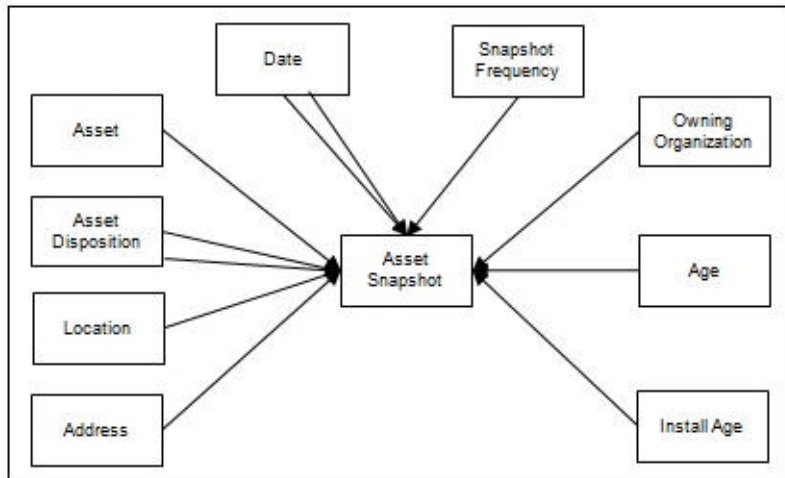 Date
Snapshot
Frequency
Asset
Owning
Organization
Asset
Disposition
Asset
Snapshot
Age
Location
Address
Install Age